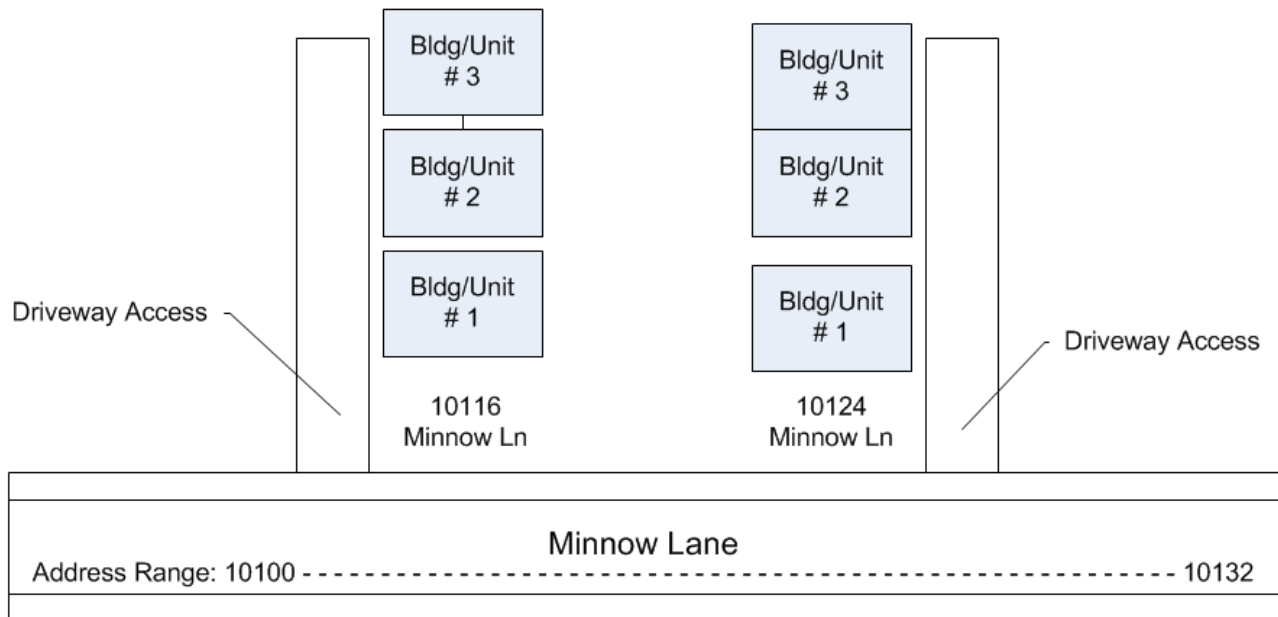 Bldg/Unit
# 3
Bldg/Unit
# 3
Bldg/Unit
# 2
Bldg/Unit
# 2
Bldg/Unit
# 1
Bldg/Unit
# 1
Driveway Access
Driveway Access
10116
Minnow Ln
10124
Minnow Ln
Minnow Lane
Address Range: 10100 - - - - - - - - - - - - - - - - - - - - - - - - - - - - - - - - - - - - - - - - - - - - - - - - - - - - - - - - - - - - 10132